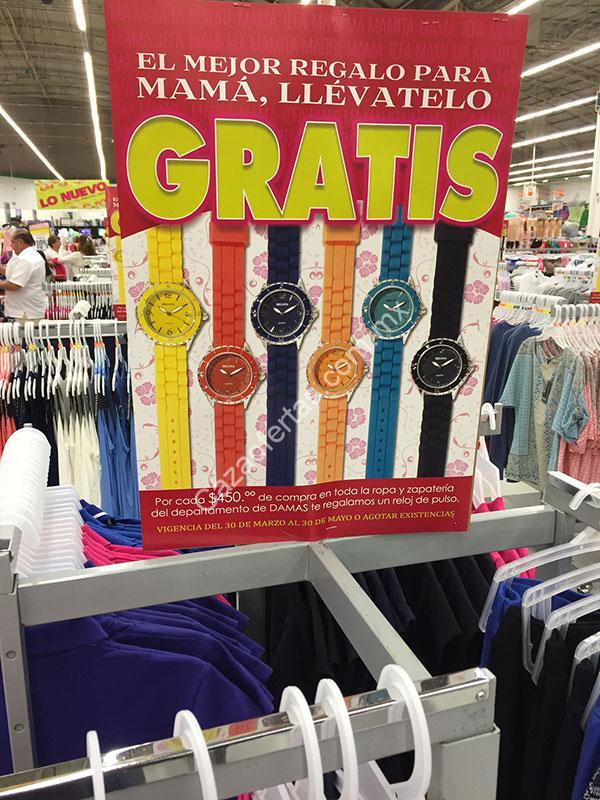 LO NUEVO
EL MEJOR REGALO PARA
MAMÁ, LLÉVATELO
GRATIS
Por cada $450.⁰⁰ de compra en toda la ropa y zapatería
del departamento de DAMAS te regalamos un reloj de pulso.
VIGENCIA DEL 30 DE MARZO AL 30 DE MAYO O AGOTAR EXISTENCIAS